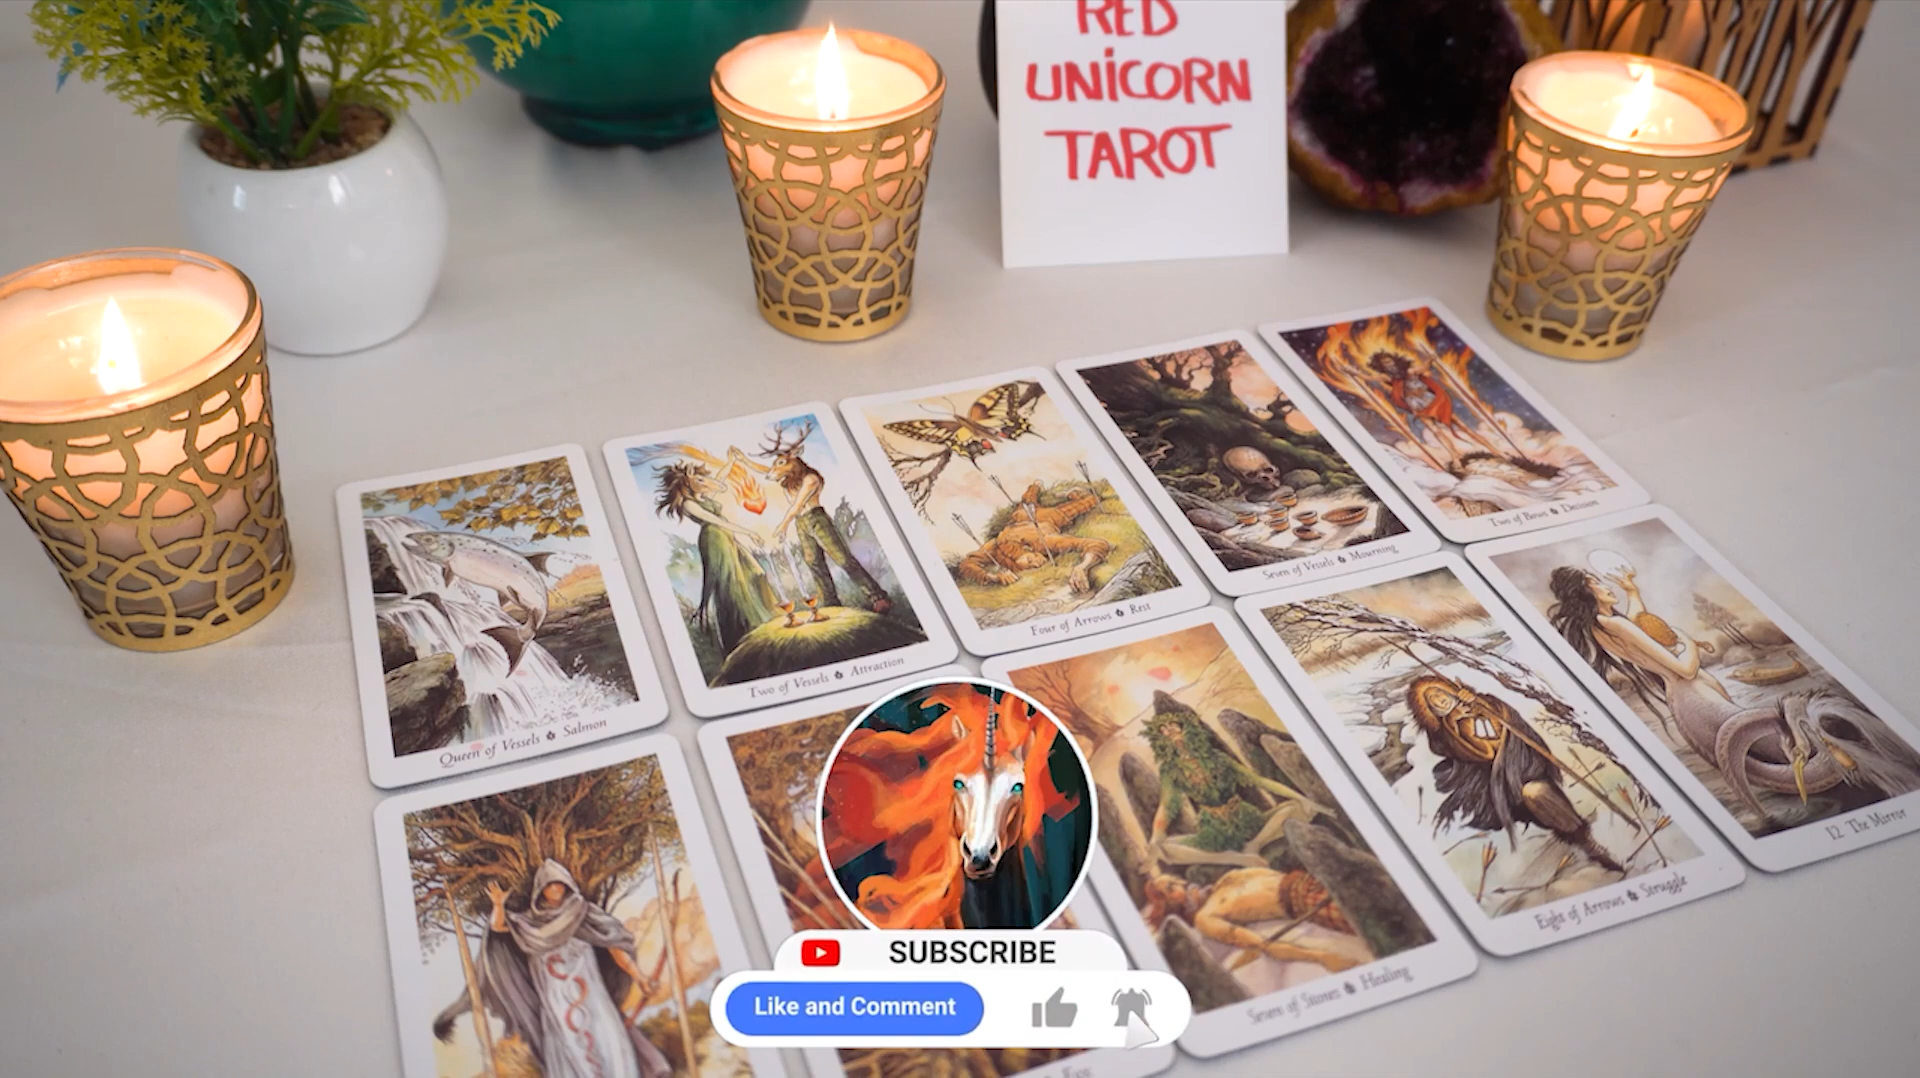 RED
UNICORN
TAROT
Two of Bows Decision
Seven of Vessels Mourning
Four of Arrows Rest
Two of Vessels Attraction
Queen of Vessels Salmon
12 The Mirror
Eight of Arrows Struggle
Seven of Stones Healing
SUBSCRIBE
Like and Comment